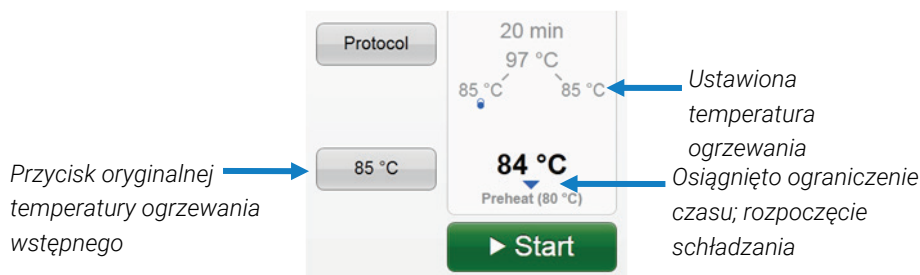 Protocol
20 min
97 °C
85 °C
85 °C
Ustawiona
temperatura
ogrzewania
Przycisk oryginalnej
temperatury ogrzewania
wstępnego
85 °C
84 °C
Preheat (80 °C)
Osiągnięto ograniczenie
czasu; rozpoczęcie
schładzania
Start